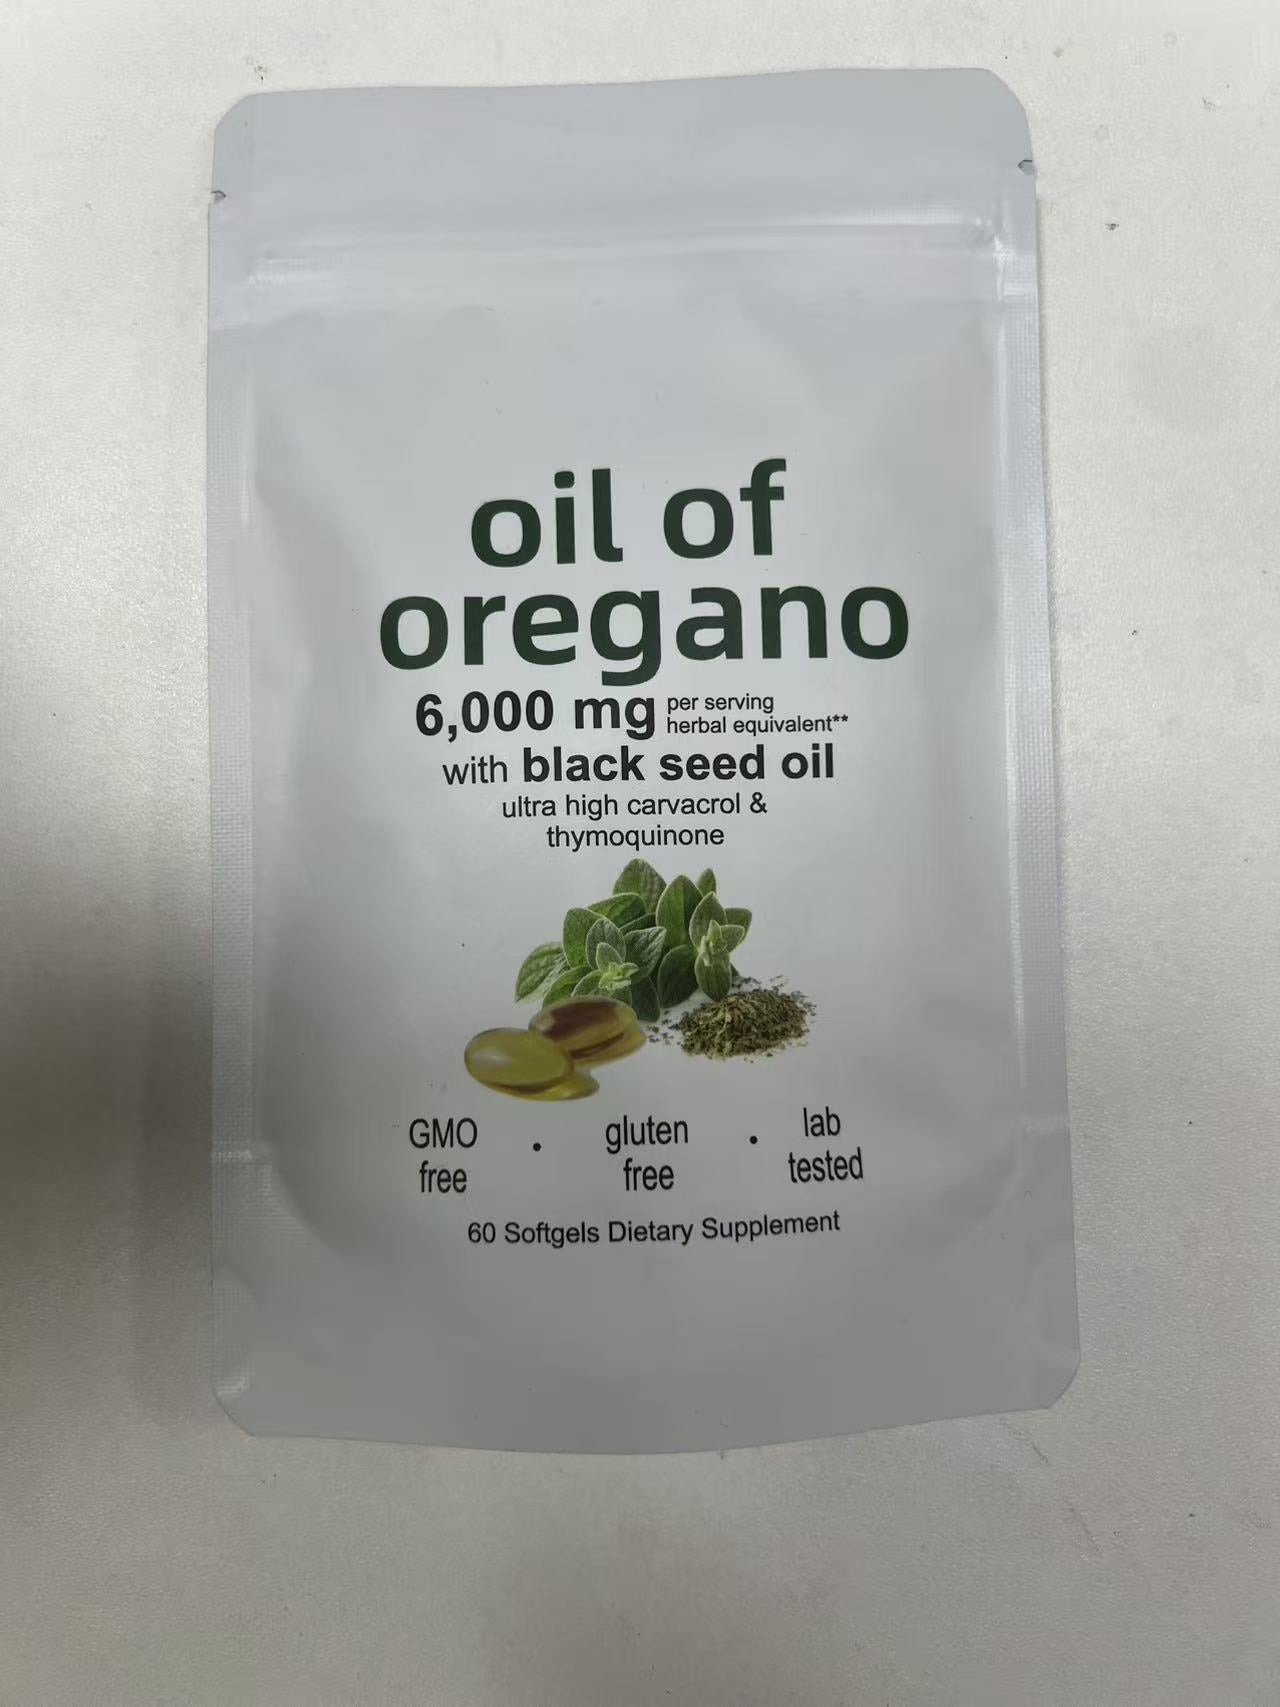 oil of
oregano
6,000 mg per serving
herbal equivalent**
with black seed oil
ultra high carvacrol &
thymoquinone
GMO
free
.
gluten
free
.
lab
tested
60 Softgels Dietary Supplement